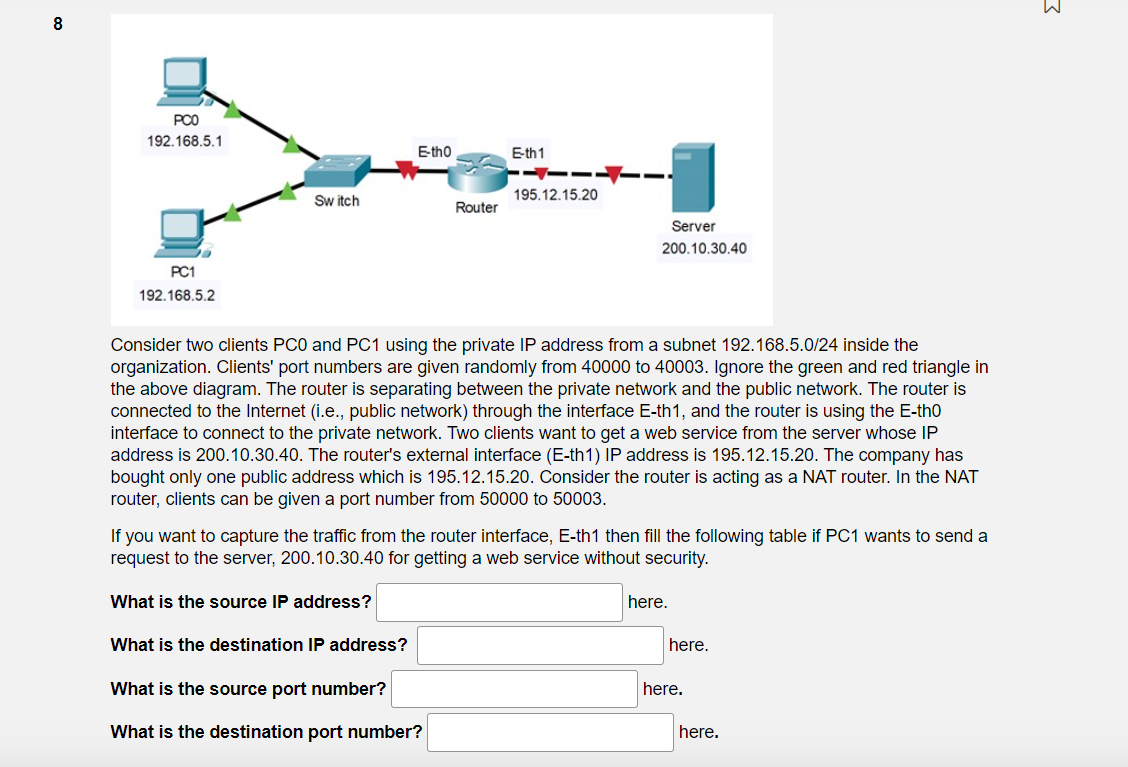 8
PC0
192.168.5.1
E-th0
E-th1
Switch
Router
195.12.15.20
Server
200.10.30.40
PC1
192.168.5.2
Consider two clients PC0 and PC1 using the private IP address from a subnet 192.168.5.0/24 inside the
organization. Clients' port numbers are given randomly from 40000 to 40003. Ignore the green and red triangle in
the above diagram. The router is separating between the private network and the public network. The router is
connected to the Internet (i.e., public network) through the interface E-th1, and the router is using the E-th0
interface to connect to the private network. Two clients want to get a web service from the server whose IP
address is 200.10.30.40. The router's external interface (E-th1) IP address is 195.12.15.20. The company has
bought only one public address which is 195.12.15.20. Consider the router is acting as a NAT router. In the NAT
router, clients can be given a port number from 50000 to 50003.
If you want to capture the traffic from the router interface, E-th1 then fill the following table if PC1 wants to send a
request to the server, 200.10.30.40 for getting a web service without security.
What is the source IP address? here.
What is the destination IP address? here.
What is the source port number? here.
What is the destination port number? here.